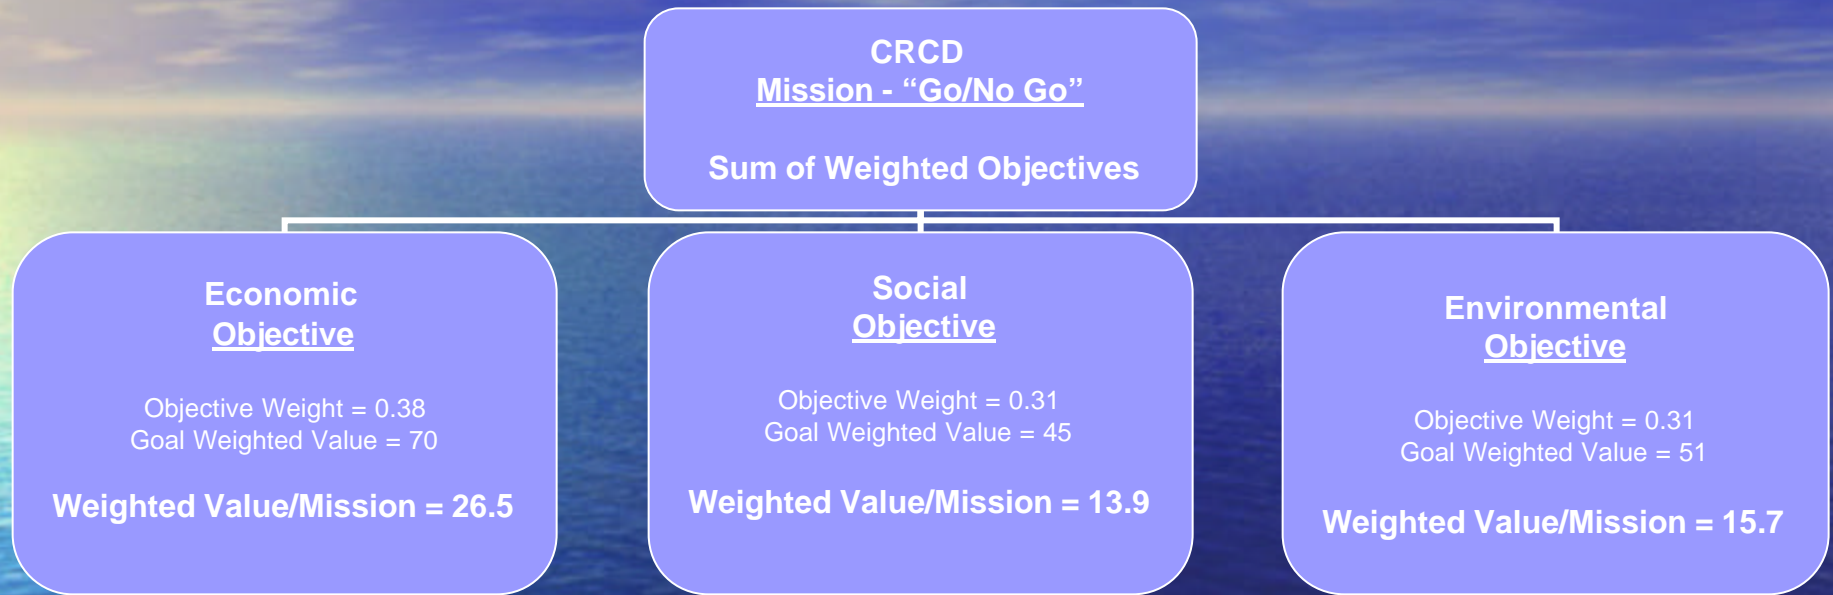 CRCD
Mission - “Go/No Go”
Sum of Weighted Objectives
Economic
Objective
Objective Weight = 0.38
Goal Weighted Value = 70
Weighted Value/Mission = 26.5
Social
Objective
Objective Weight = 0.31
Goal Weighted Value = 45
Weighted Value/Mission = 13.9
Environmental
Objective
Objective Weight = 0.31
Goal Weighted Value = 51
Weighted Value/Mission = 15.7